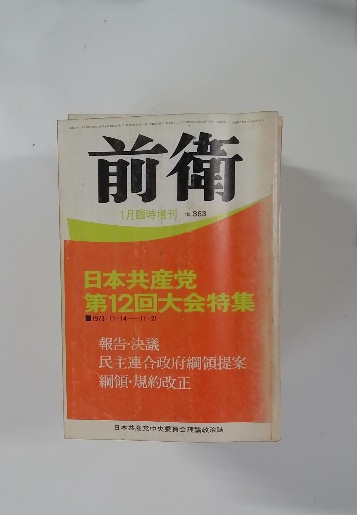 前衛
1月臨時増刊 No 363
日本共産党
第12回大会特集
■1973・11・14——11・21
報告・決議
民主連合政府綱領提案
綱領・規約改正
日本共産党中央委員会理論政治誌